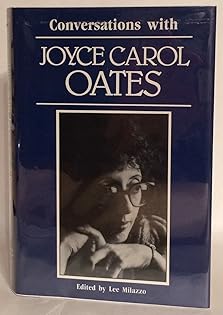 Conversations with
JOYCE CAROL
OATES
Edited by Lee Milazzo